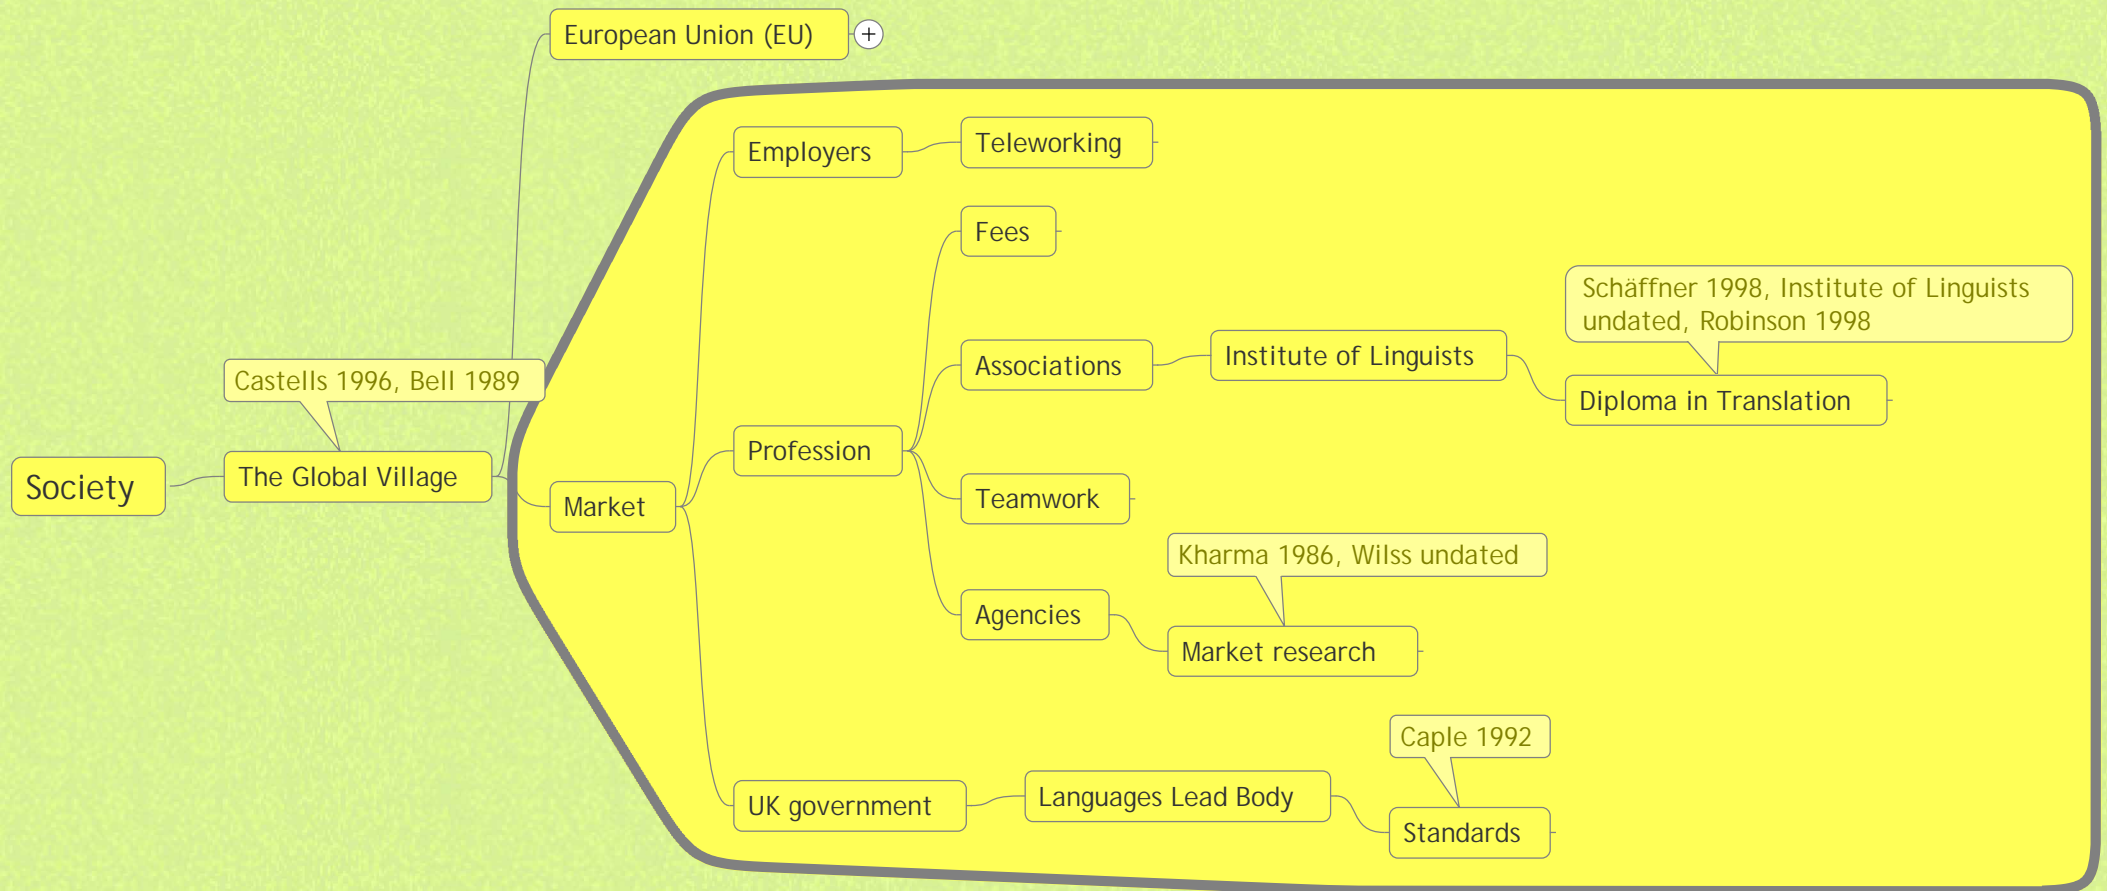 European Union (EU)
Employers
Teleworking
Fees
Schäffner 1998, Institute of Linguists
undated, Robinson 1998
Associations
Institute of Linguists
Diploma in Translation
Castells 1996, Bell 1989
Society
The Global Village
Market
Profession
Teamwork
Kharma 1986, Wilss undated
Agencies
Market research
Caple 1992
UK government
Languages Lead Body
Standards